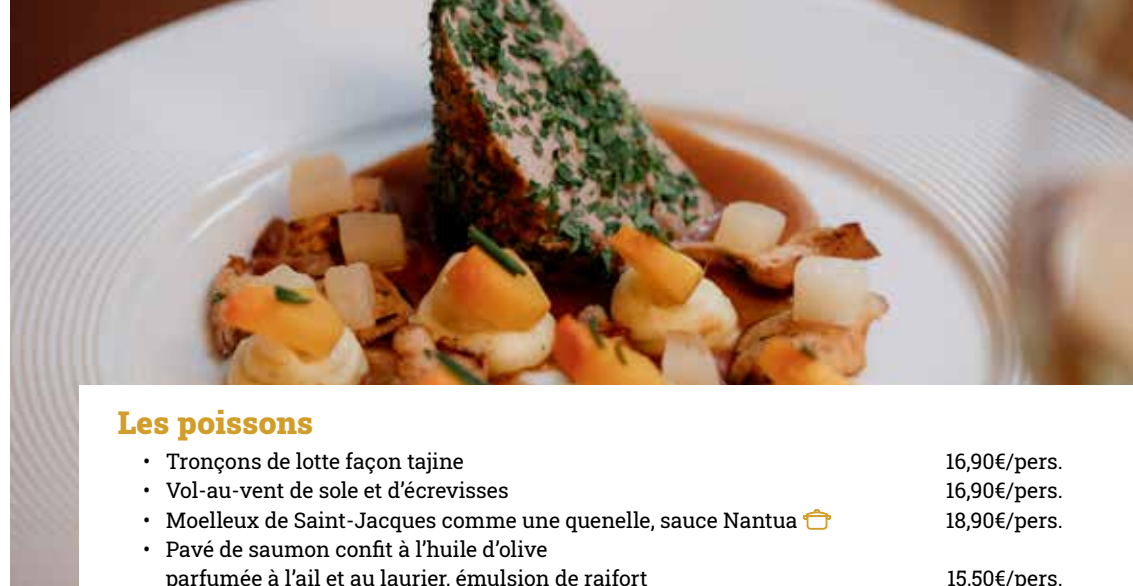 Les poissons
• Tronçons de lotte façon tajine 16,90€/pers.
• Vol-au-vent de sole et d’écrevisses 16,90€/pers.
• Moelleux de Saint-Jacques comme une quenelle, sauce Nantua 18,90€/pers.
• Pavé de saumon confit à l’huile d’olive
parfumée à l’ail et au laurier, émulsion de raifort 15,50€/pers.